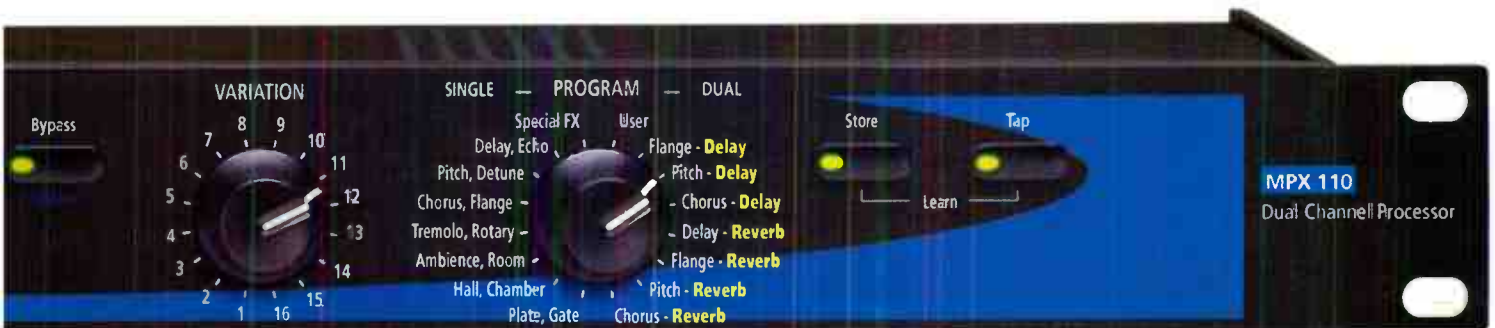 Bypass
VARIATION
1
2
3
4
5
6
7
8
9
10
11
12
13
14
15
16
SINGLE — PROGRAM — DUAL
Special FX
Delay, Echo
Pitch, Detune
Chorus, Flange
Tremolo, Rotary
Ambience, Room
Hall, Chamber
Plate, Gate
User
Flange - Delay
Pitch - Delay
Chorus - Delay
Delay - Reverb
Flange - Reverb
Pitch - Reverb
Chorus - Reverb
Store
Tap
Learn
MPX 110
Dual Channel Processor